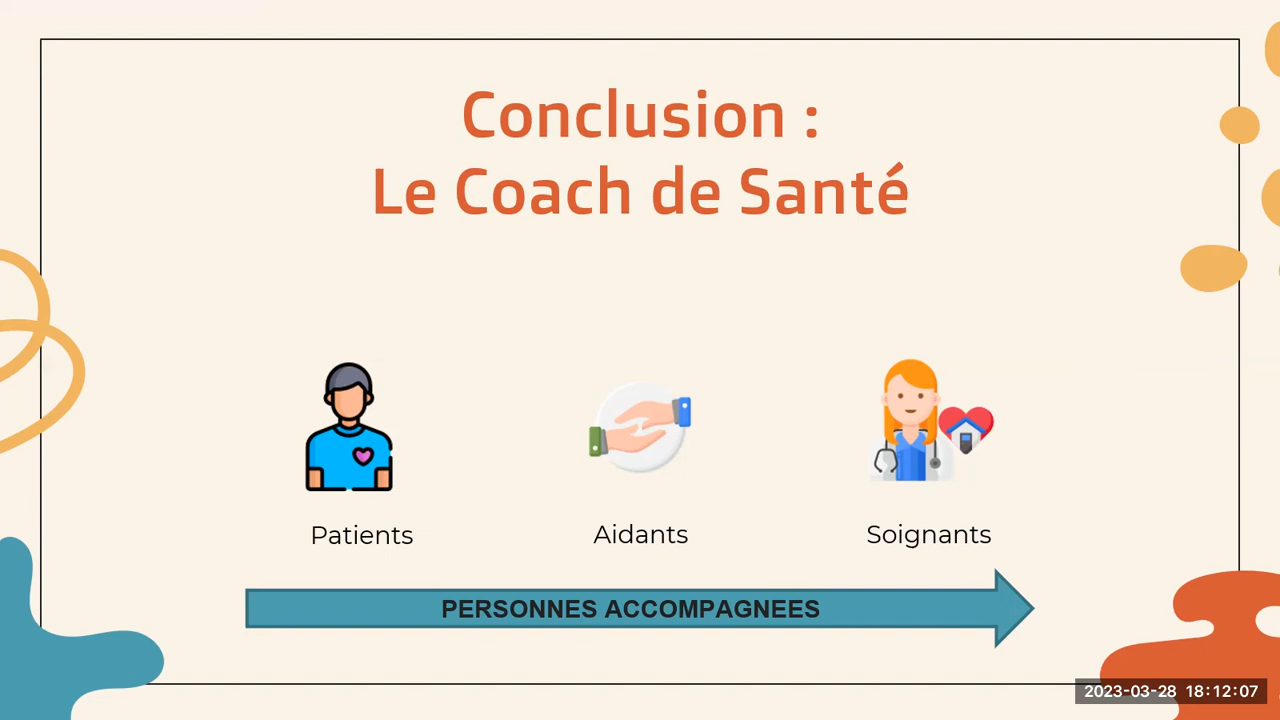 Conclusion :
Le Coach de Santé
Patients
Aidants
Soignants
PERSONNES ACCOMPAGNEES
2023-03-28 18:12:07